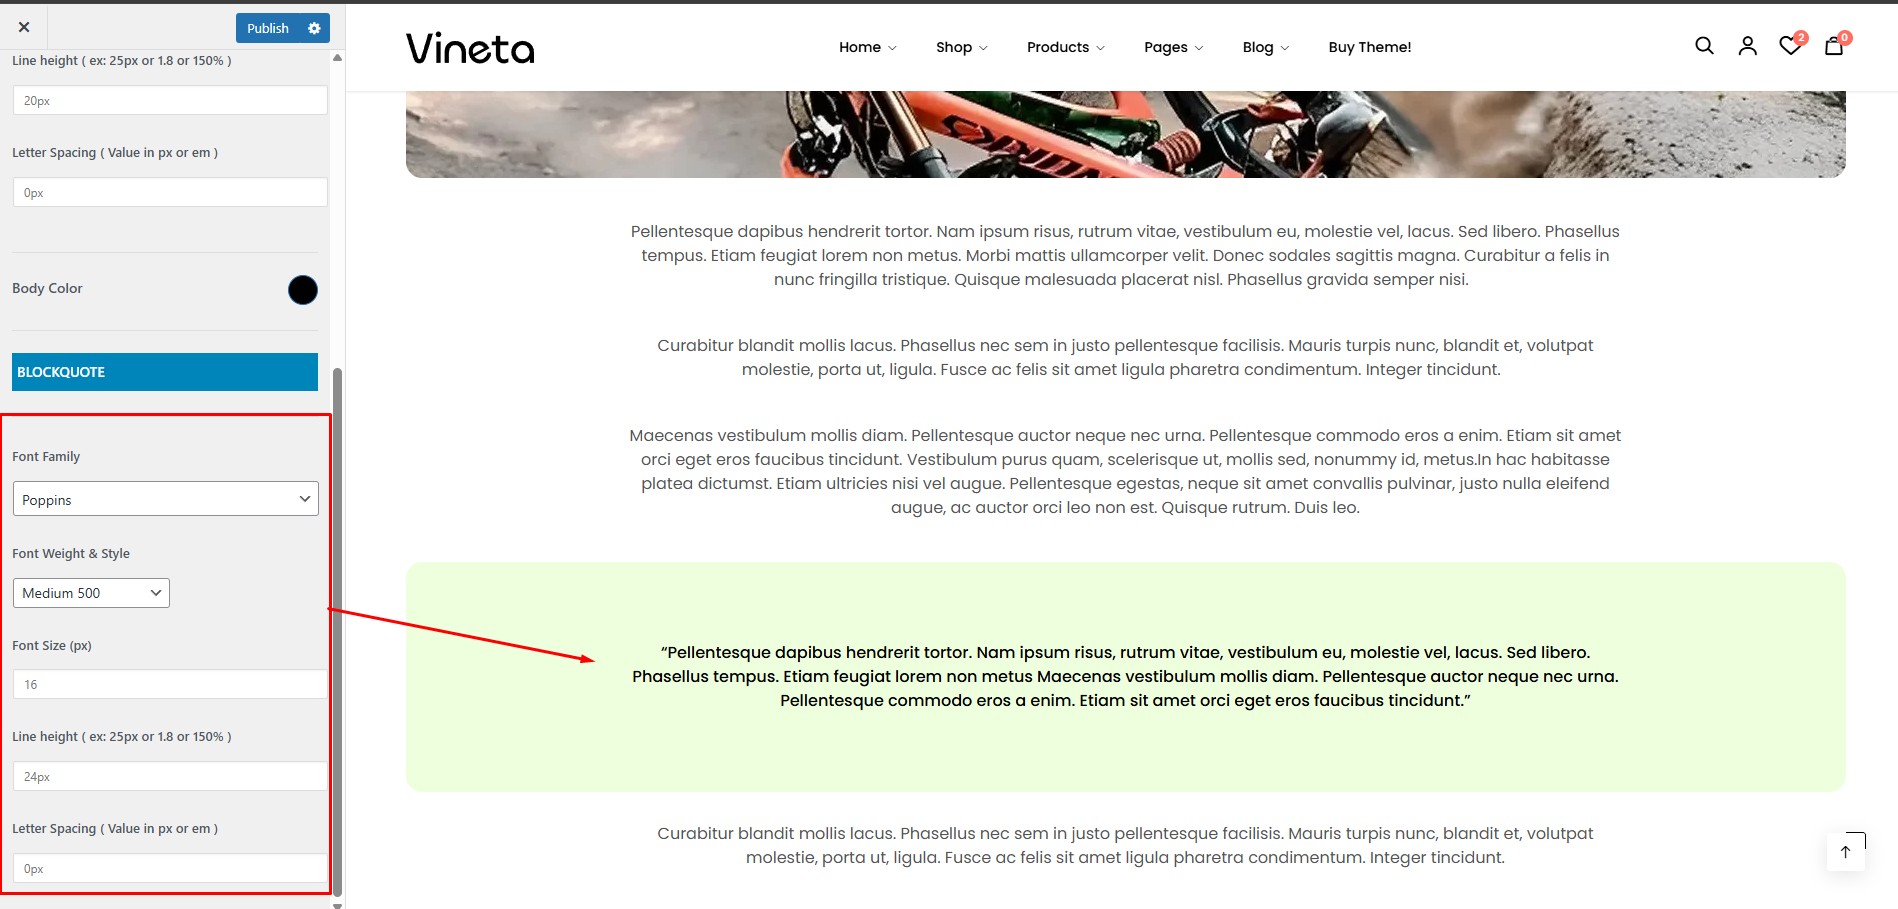 Publish
Line height ( ex: 25px or 1.8 or 150% )
20px
Letter Spacing ( Value in px or em )
0px
Body Color
BLOCKQUOTE
Font Family
Poppins
Font Weight & Style
Medium 500
Font Size (px)
16
Line height ( ex: 25px or 1.8 or 150% )
24px
Letter Spacing ( Value in px or em )
0px
Vineta
Home
Shop
Products
Pages
Blog
Buy Theme!
2
0
Pellentesque dapibus hendrerit tortor. Nam ipsum risus, rutrum vitae, vestibulum eu, molestie vel, lacus. Sed libero. Phasellus
tempus. Etiam feugiat lorem non metus. Morbi mattis ullamcorper velit. Donec sodales sagittis magna. Curabitur a felis in
nunc fringilla tristique. Quisque malesuada placerat nisl. Phasellus gravida semper nisi.
Curabitur blandit mollis lacus. Phasellus nec sem in justo pellentesque facilisis. Mauris turpis nunc, blandit et, volutpat
molestie, porta ut, ligula. Fusce ac felis sit amet ligula pharetra condimentum. Integer tincidunt.
Maecenas vestibulum mollis diam. Pellentesque auctor neque nec urna. Pellentesque commodo eros a enim. Etiam sit amet
orci eget eros faucibus tincidunt. Vestibulum purus quam, scelerisque ut, mollis sed, nonummy id, metus.In hac habitasse
platea dictumst. Etiam ultricies nisi vel augue. Pellentesque egestas, neque sit amet convallis pulvinar, justo nulla eleifend
augue, ac auctor orci leo non est. Quisque rutrum. Duis leo.
“Pellentesque dapibus hendrerit tortor. Nam ipsum risus, rutrum vitae, vestibulum eu, molestie vel, lacus. Sed libero.
Phasellus tempus. Etiam feugiat lorem non metus Maecenas vestibulum mollis diam. Pellentesque auctor neque nec urna.
Pellentesque commodo eros a enim. Etiam sit amet orci eget eros faucibus tincidunt.”
Curabitur blandit mollis lacus. Phasellus nec sem in justo pellentesque facilisis. Mauris turpis nunc, blandit et, volutpat
molestie, porta ut, ligula. Fusce ac felis sit amet ligula pharetra condimentum. Integer tincidunt.